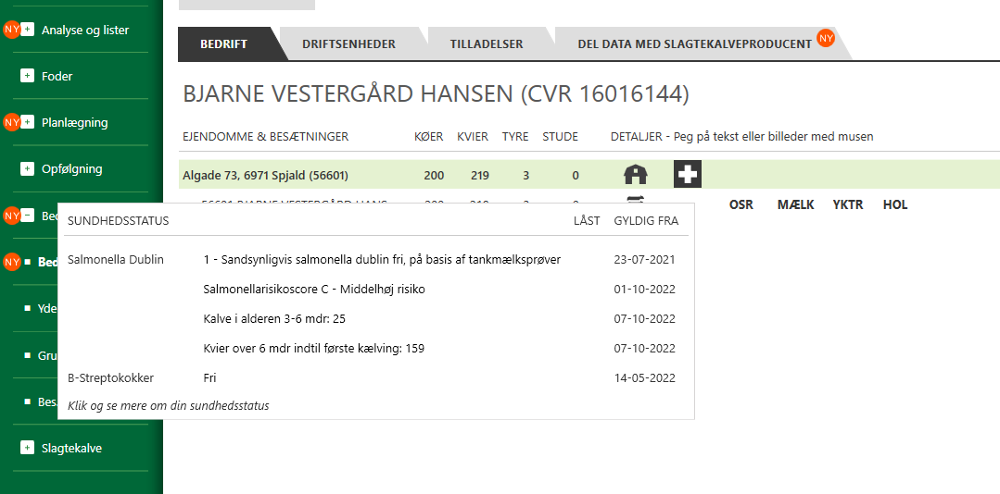 NY Analyse og lister
Foder
NY Planlægning
Opfølgning
NY Bed
NY Bed
Yde
Gru
Bes
Slagtekalve
BEDRIFT DRIFTSENHEDER TILLADELSER DEL DATA MED SLAGTEKALVEPRODUCENT NY
BJARNE VESTERGÅRD HANSEN (CVR 16016144)
EJENDOMME & BESÆTNINGER KØER KVIER TYRE STUDE DETALJER - Peg på tekst eller billeder med musen
Algade 73, 6971 Spjald (56601) 200 219 3 0
56601 BJARNE VESTERGÅRD HANS 200 219 3 0 OSR MÆLK YKTR HOL
SUNDHEDSSTATUS LÅST GYLDIG FRA
Salmonella Dublin 1 - Sandsynligvis salmonella dublin fri, på basis af tankmælksprøver 23-07-2021
Salmonellarisikoscore C - Middelhøj risiko 01-10-2022
Kalve i alderen 3-6 mdr: 25 07-10-2022
Kvier over 6 mdr indtil første kælving: 159 07-10-2022
B-Streptokokker Fri 14-05-2022
Klik og se mere om din sundhedsstatus